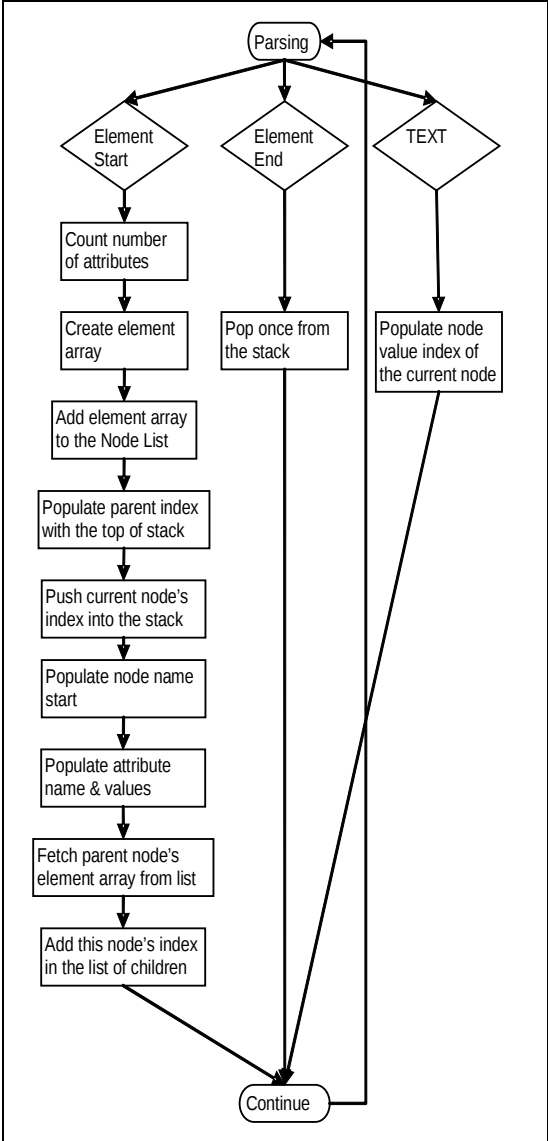 Parsing
Element
Start
Element
End
TEXT
Count number
of attributes
Create element
array
Pop once from
the stack
Populate node
value index of
the current node
Add element array
to the Node List
Populate parent index
with the top of stack
Push current node's
index into the stack
Populate node name
start
Populate attribute
name & values
Fetch parent node's
element array from list
Add this node's index
in the list of children
Continue